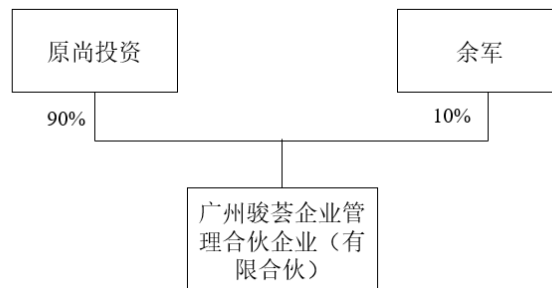 原尚投资
余军
90%
10%
广州骏荟企业管
理合伙企业（有
限合伙）